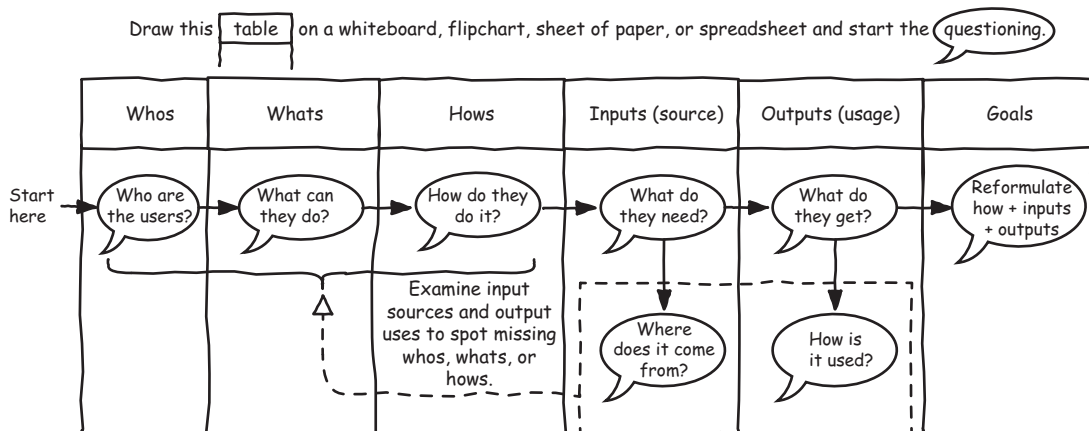 Draw this table on a whiteboard, flipchart, sheet of paper, or spreadsheet and start the questioning.
Whos
Whats
Hows
Inputs (source)
Outputs (usage)
Goals
Start
here
Who are
the users?
What can
they do?
How do they
do it?
What do
they need?
What do
they get?
Reformulate
how + inputs
+ outputs
Examine input
sources and output
uses to spot missing
whos, whats, or
hows.
Where
does it come
from?
How is
it used?